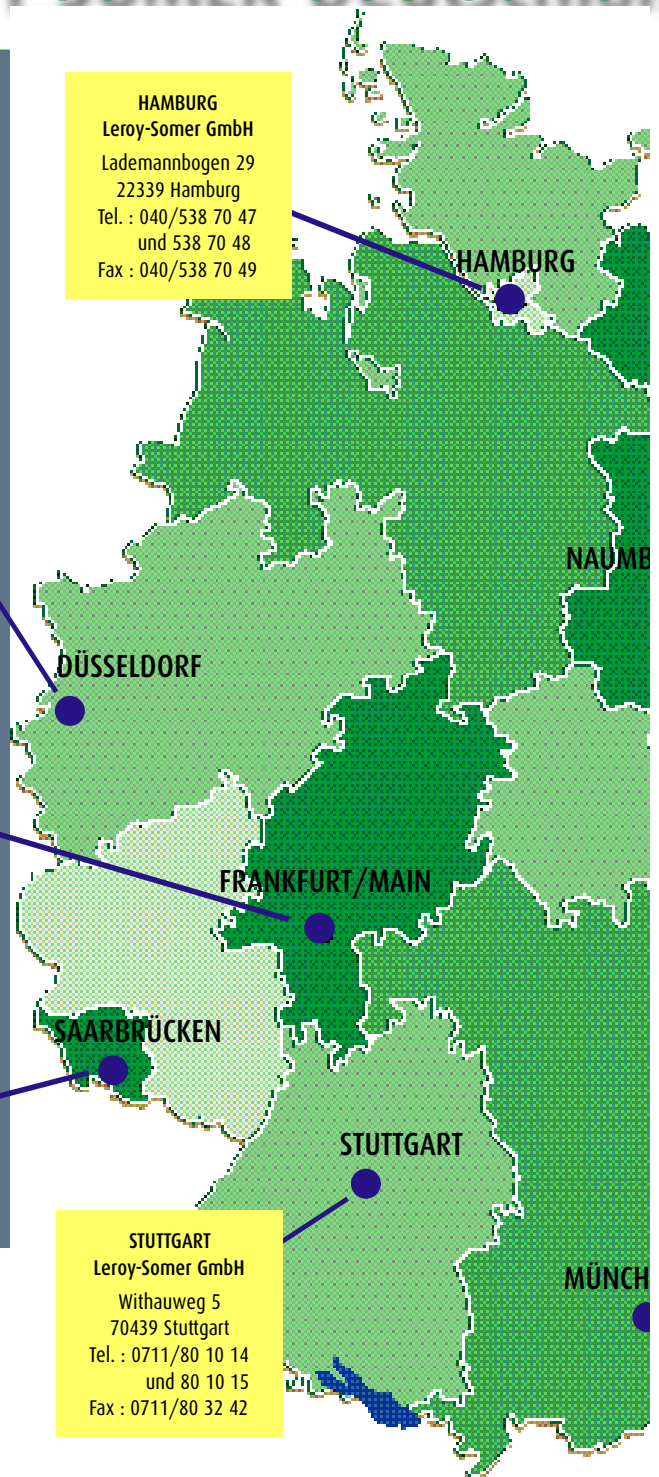 HAMBURG
Leroy-Somer GmbH
Lademannbogen 29
22339 Hamburg
Tel. : 040/538 70 47
und 538 70 48
Fax : 040/538 70 49
HAMBURG
NAUMB
DÜSSELDORF
FRANKFURT/MAIN
SAARBRÜCKEN
STUTTGART
STUTTGART
Leroy-Somer GmbH
Withauweg 5
70439 Stuttgart
Tel. : 0711/80 10 14
und 80 10 15
Fax : 0711/80 32 42
MÜNCH